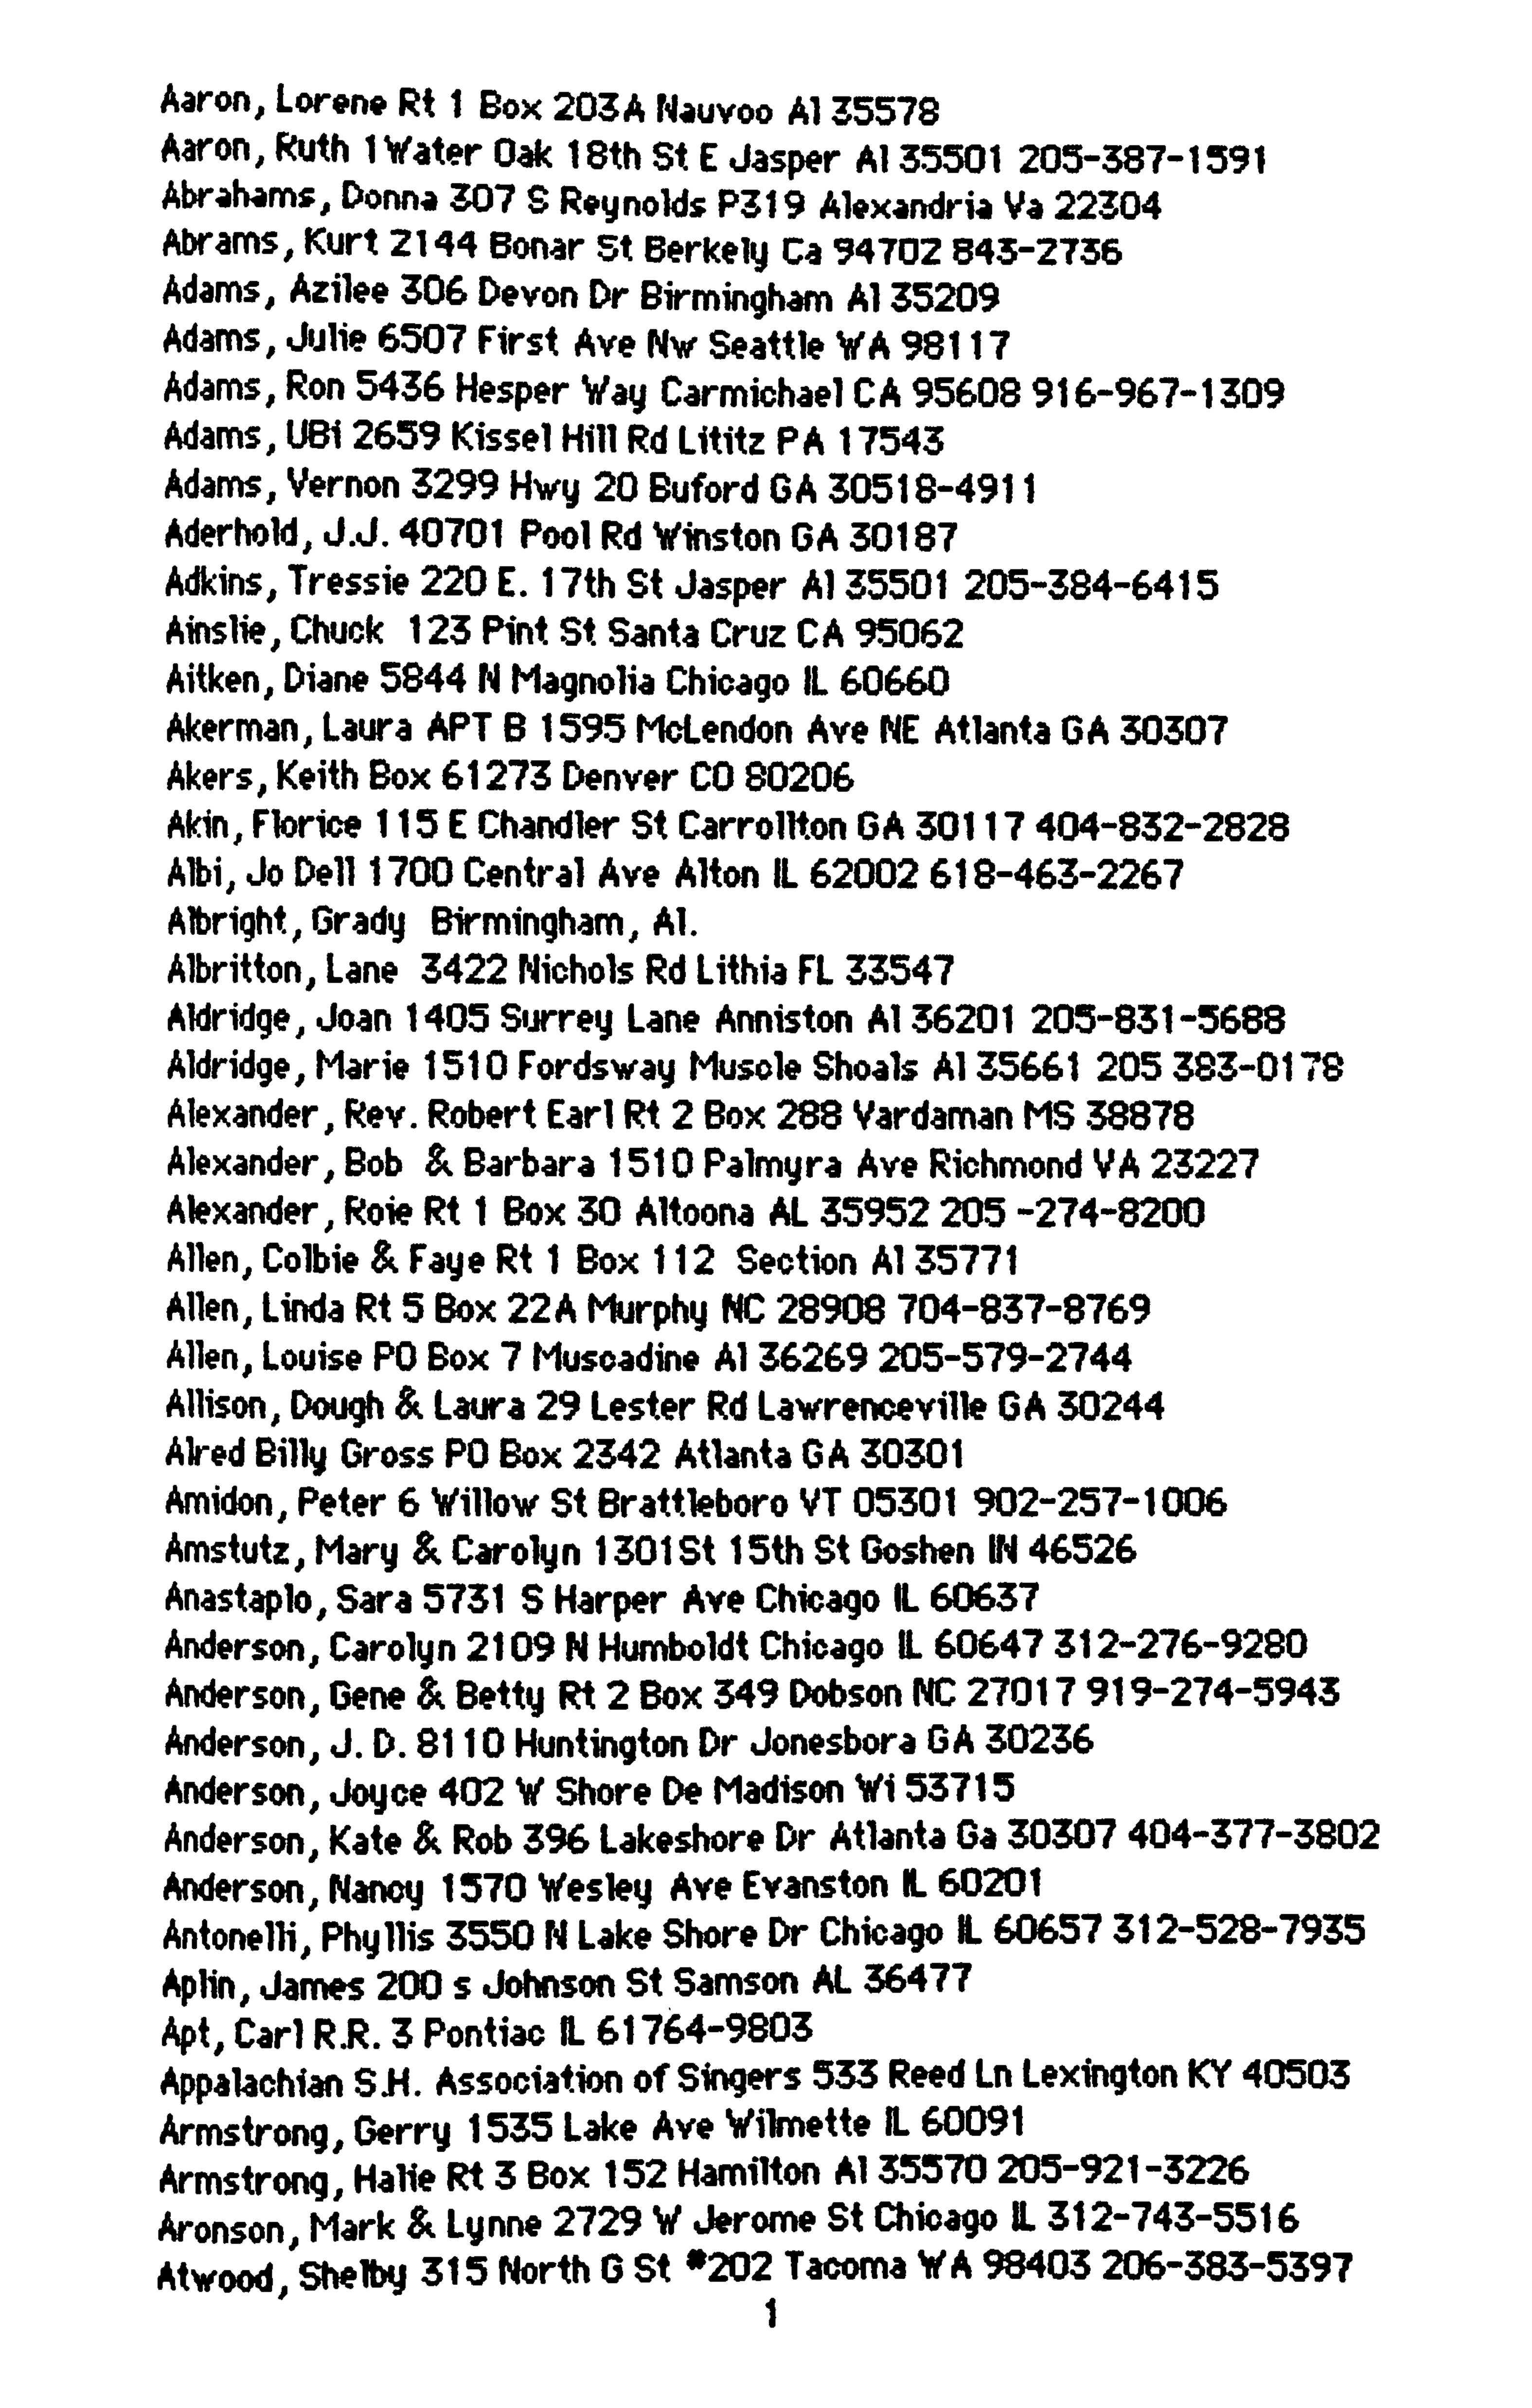 Aaron, Lorene Rt 1 Box 203A Nauvoo Al 35578
Aaron, Ruth 1Water Oak 18th St E Jasper Al 35501 205-387-1591
Abrahams, Donna 307 S Reynolds P319 Alexandria Va 22304
Abrams, Kurt 2144 Bonar St Berkely Ca 94702 843-2736
Adams, Azilee 306 Devon Dr Birmingham Al 35209
Adams, Julie 6507 First Ave Nw Seattle WA 98117
Adams, Ron 5436 Hesper Way Carmichael CA 95608 916-967-1309
Adams, UBi 2659 Kissel Hill Rd Lititz PA 17543
Adams, Vernon 3299 Hwy 20 Buford GA 30518-4911
Aderhold, J.J. 40701 Pool Rd Winston GA 30187
Adkins, Tressie 220 E. 17th St Jasper Al 35501 205-384-6415
Ainslie, Chuck 123 Pint St Santa Cruz CA 95062
Aitken, Diane 5844 N Magnolia Chicago IL 60660
Akerman, Laura APT B 1595 McLendon Ave NE Atlanta GA 30307
Akers, Keith Box 61273 Denver CO 80206
Akin, Florice 115 E Chandler St Carrollton GA 30117 404-832-2828
Albi, Jo Dell 1700 Central Ave Alton IL 62002 618-463-2267
Albright, Grady Birmingham, Al.
Albritton, Lane 3422 Nichols Rd Lithia FL 33547
Aldridge, Joan 1405 Surrey Lane Anniston Al 36201 205-831-5688
Aldridge, Marie 1510 Fordsway Muscle Shoals Al 35661 205 383-0178
Alexander, Rev. Robert Earl Rt 2 Box 288 Vardaman MS 38878
Alexander, Bob & Barbara 1510 Palmyra Ave Richmond VA 23227
Alexander, Roie Rt 1 Box 30 Altoona AL 35952 205 -274-8200
Allen, Colbie & Faye Rt 1 Box 112 Section Al 35771
Allen, Linda Rt 5 Box 22A Murphy NC 28908 704-837-8769
Allen, Louise PO Box 7 Muscadine Al 36269 205-579-2744
Allison, Dough & Laura 29 Lester Rd Lawrenceville GA 30244
Alred Billy Gross PO Box 2342 Atlanta GA 30301
Amidon, Peter 6 Willow St Brattleboro VT 05301 902-257-1006
Amstutz, Mary & Carolyn 1301St 15th St Goshen IN 46526
Anastaplo, Sara 5731 S Harper Ave Chicago IL 60637
Anderson, Carolyn 2109 N Humboldt Chicago IL 60647 312-276-9280
Anderson, Gene & Betty Rt 2 Box 349 Dobson NC 27017 919-274-5943
Anderson, J. D. 8110 Huntington Dr Jonesbora GA 30236
Anderson, Joyce 402 W Shore De Madison Wi 53715
Anderson, Kate & Rob 396 Lakeshore Dr Atlanta Ga 30307 404-377-3802
Anderson, Nancy 1570 Wesley Ave Evanston IL 60201
Antonelli, Phyllis 3550 N Lake Shore Dr Chicago IL 60657 312-528-7935
Aplin, James 200 s Johnson St Samson AL 36477
Apt, Carl R.R. 3 Pontiac IL 61764-9803
Appalachian S.H. Association of Singers 533 Reed Ln Lexington KY 40503
Armstrong, Gerry 1535 Lake Ave Wilmette IL 60091
Armstrong, Halie Rt 3 Box 152 Hamilton Al 35570 205-921-3226
Aronson, Mark & Lynne 2729 W Jerome St Chicago IL 312-743-5516
Atwood, Shelby 315 North G St #202 Tacoma WA 98403 206-383-5397
1